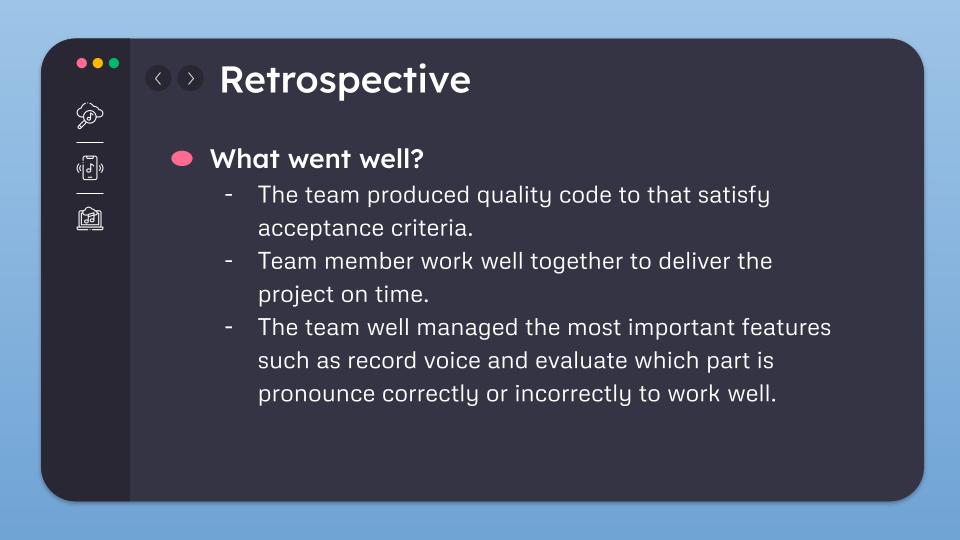 Retrospective
What went well?
- The team produced quality code to that satisfy
acceptance criteria.
- Team member work well together to deliver the
project on time.
- The team well managed the most important features
such as record voice and evaluate which part is
pronounce correctly or incorrectly to work well.